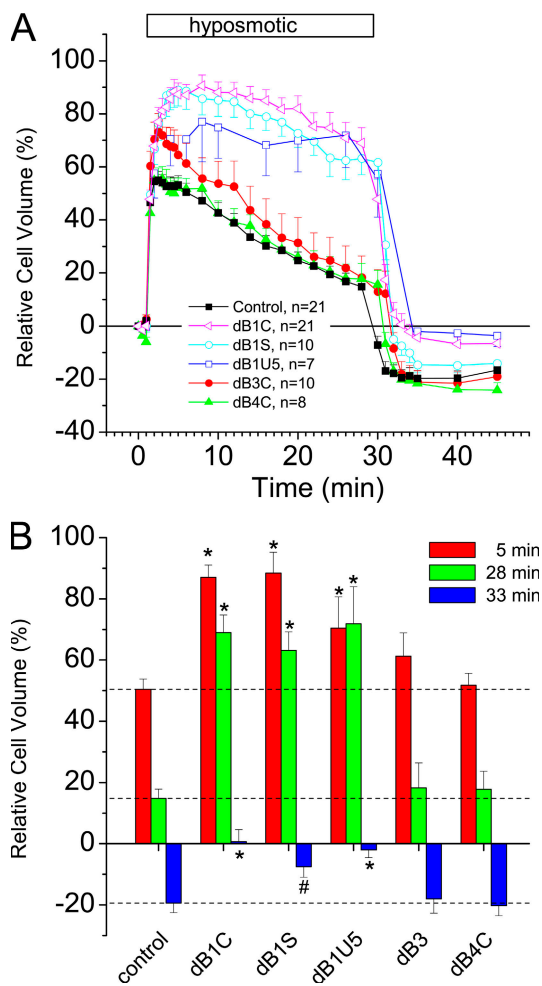 A
hyposmotic
Relative Cell Volume (%)
100
80
60
40
20
0
-20
-40
Control, n=21
dB1C, n=21
dB1S, n=10
dB1U5, n=7
dB3C, n=10
dB4C, n=8
0 10 20 30 40 50
Time (min)
B
Relative Cell Volume (%)
100
80
60
40
20
0
-20
5 min
28 min
33 min
* * * * * *
* # *
control dB1C dB1S dB1U5 dB3 dB4C